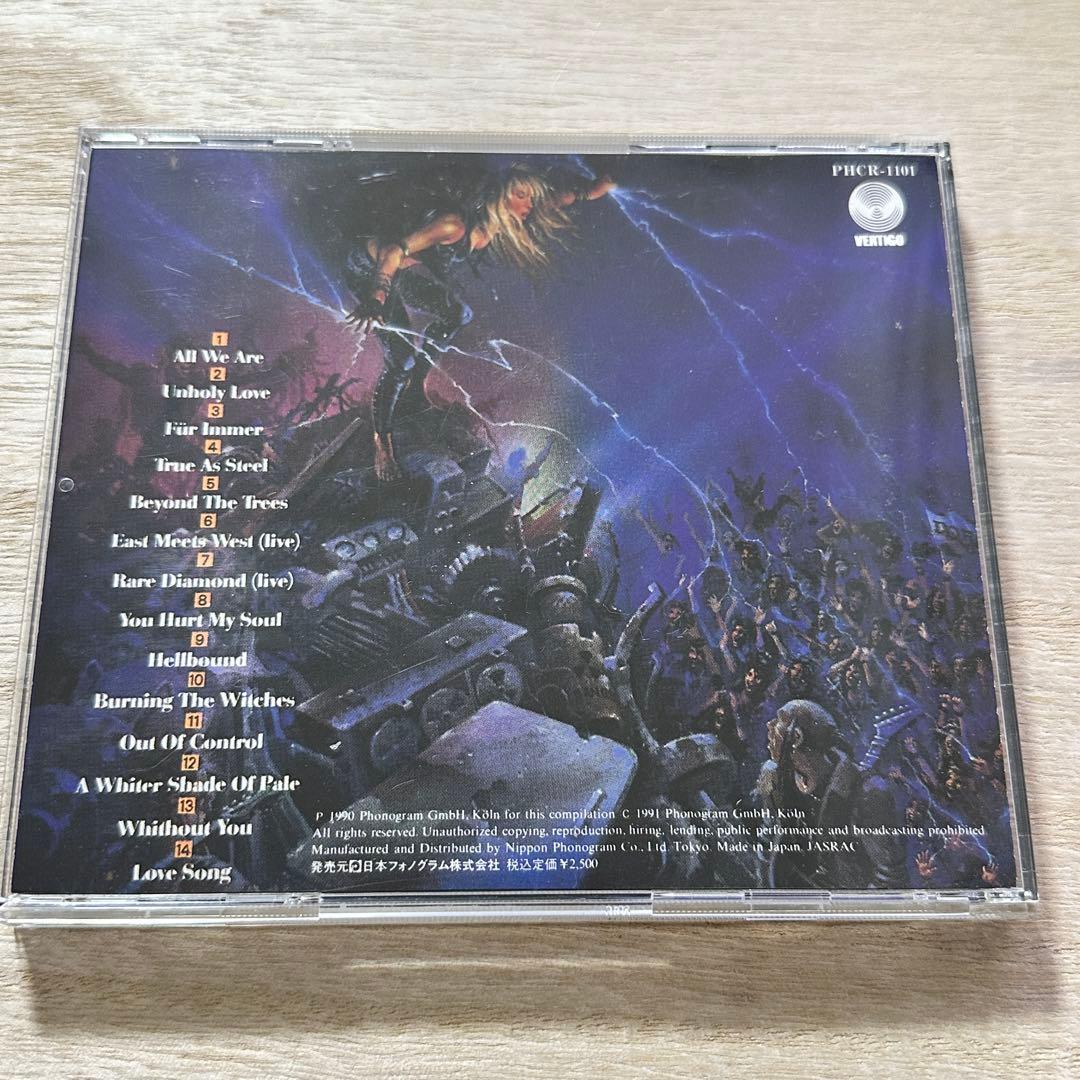 PHCR-1101
VERTIGO
1
All We Are
2
Unholy Love
3
Für Immer
4
True As Steel
5
Beyond The Trees
6
East Meets West (live)
7
Rare Diamond (live)
8
You Hurt My Soul
9
Hellbound
10
Burning The Witches
11
Out Of Control
12
A Whiter Shade Of Pale
13
Whithout You
14
Love Song
P 1990 Phonogram GmbH, Köln for this compilation C 1991 Phonogram GmbH, Köln
All rights reserved. Unauthorized copying, reproduction, hiring, lending, public performance and broadcasting prohibited
Manufactured and Distributed by Nippon Phonogram Co., Ltd. Tokyo. Made in Japan. JASRAC
発売元 日本フォノグラム株式会社 税込定価¥2,500